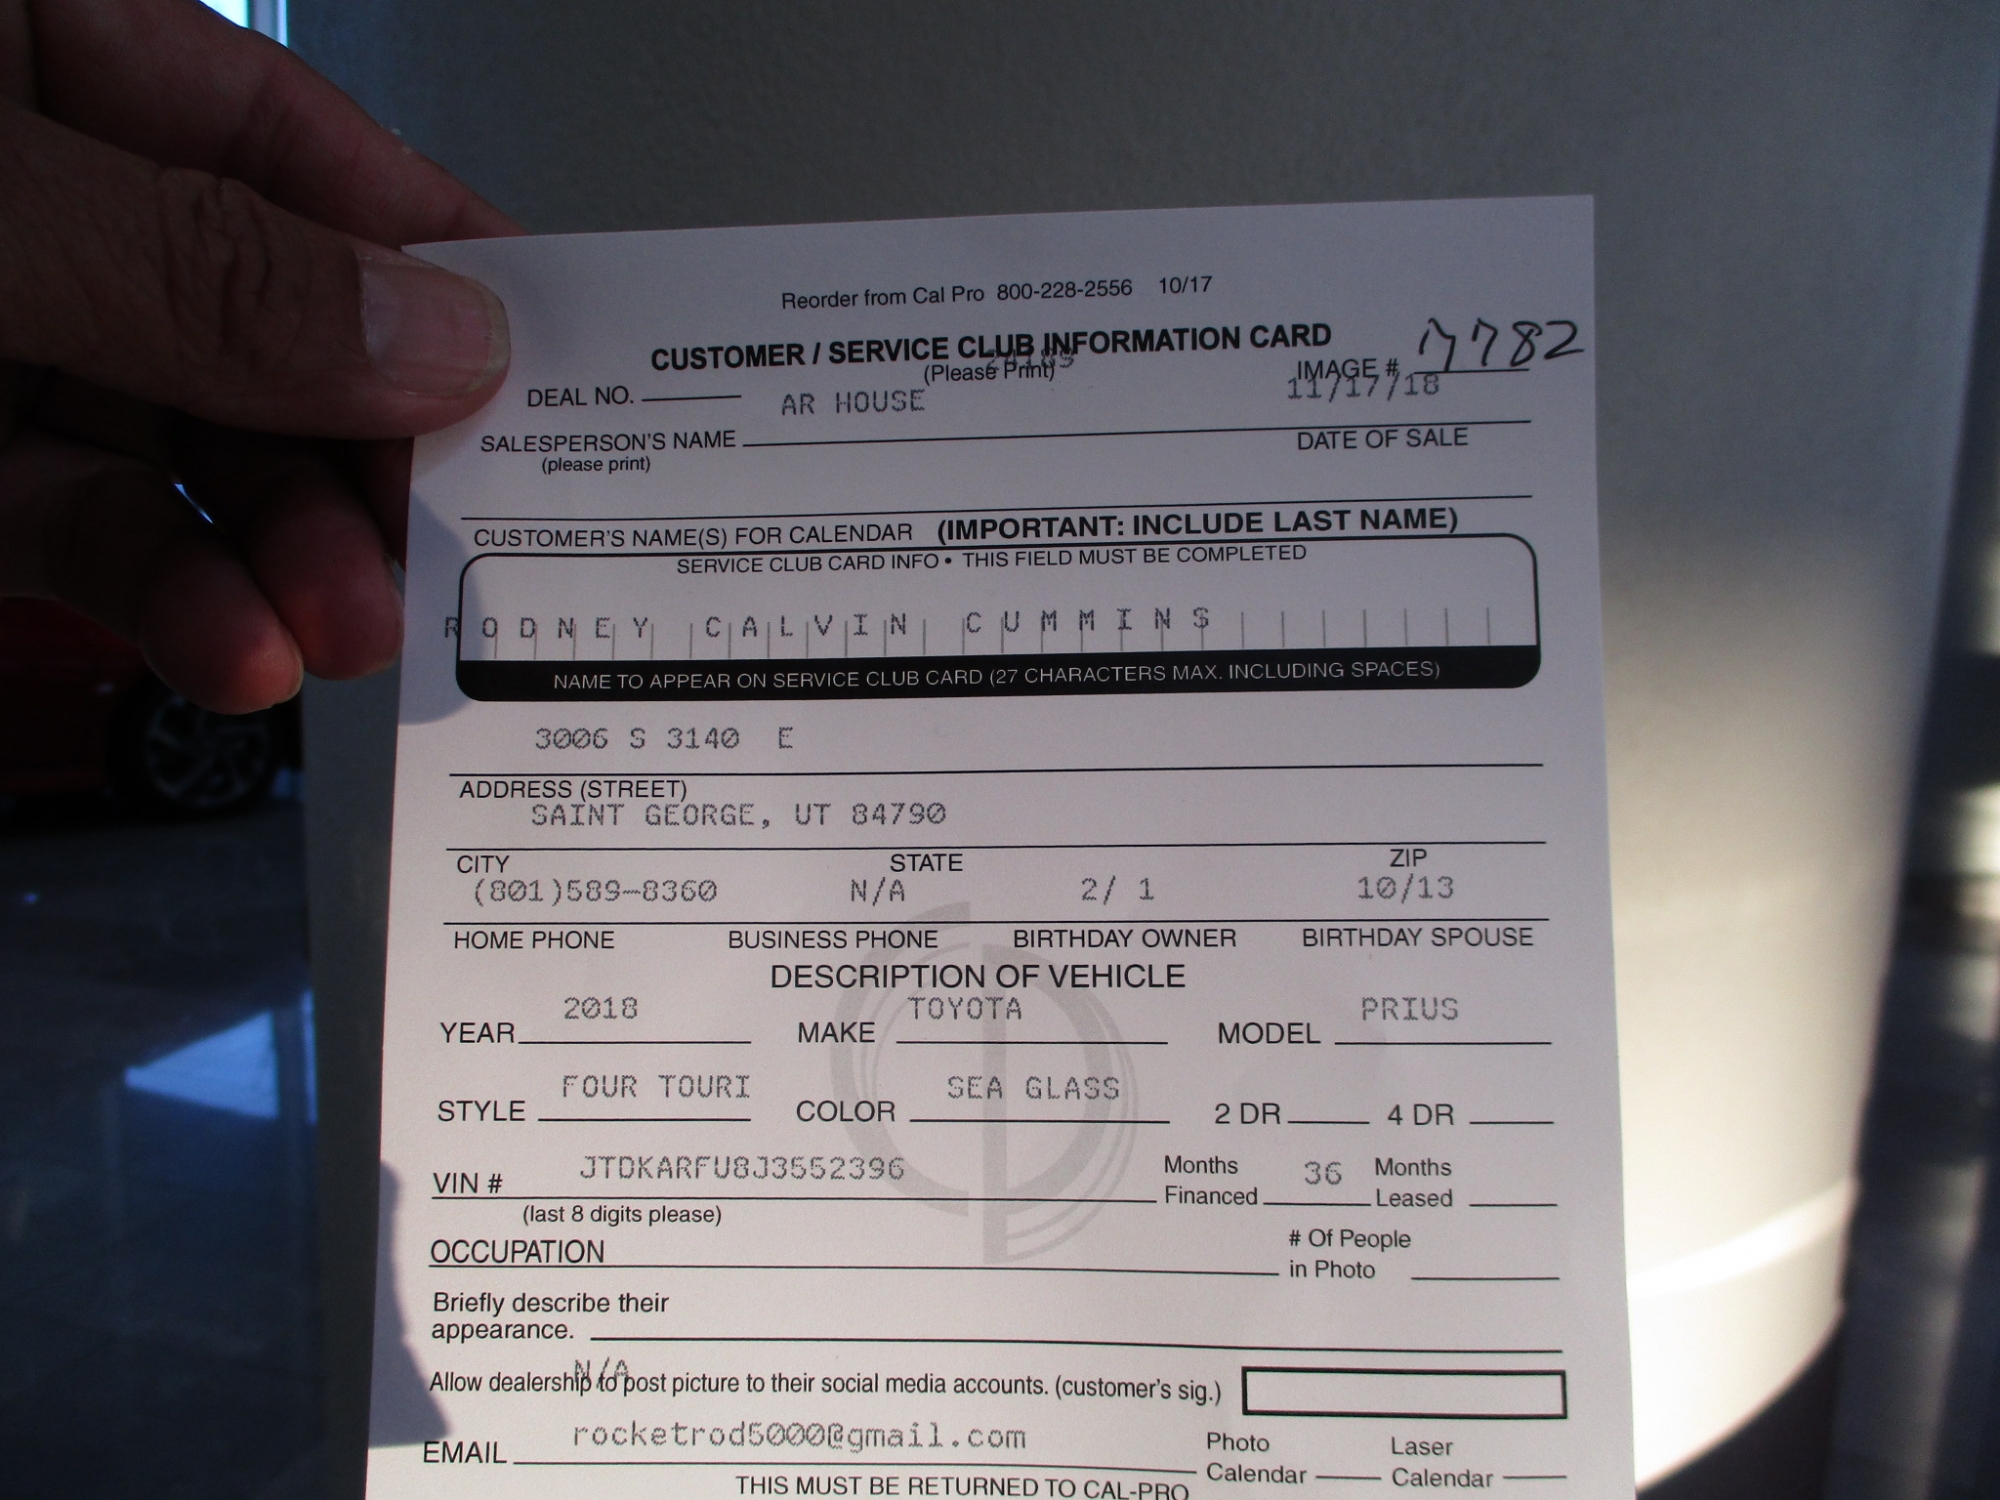 Reorder from Cal Pro 800-228-2556 10/17
CUSTOMER / SERVICE CLUB INFORMATION CARD
(Please Print)
IMAGE # 17782
DEAL NO. AR HOUSE 11/17/18
SALESPERSON'S NAME DATE OF SALE
(please print)
CUSTOMER'S NAME(S) FOR CALENDAR (IMPORTANT: INCLUDE LAST NAME)
SERVICE CLUB CARD INFO • THIS FIELD MUST BE COMPLETED
RODNEY CALVIN CUMMINS
NAME TO APPEAR ON SERVICE CLUB CARD (27 CHARACTERS MAX. INCLUDING SPACES)
3006 S 3140 E
ADDRESS (STREET)
SAINT GEORGE, UT 84790
CITY STATE ZIP
(801)589-8360 N/A 2/ 1 10/13
HOME PHONE BUSINESS PHONE BIRTHDAY OWNER BIRTHDAY SPOUSE
DESCRIPTION OF VEHICLE
2018 TOYOTA PRIUS
YEAR MAKE MODEL
FOUR TOURI SEA GLASS
STYLE COLOR 2 DR 4 DR
VIN # JTDKARFU8J3552396 Months Financed 36 Months Leased
(last 8 digits please)
OCCUPATION # Of People in Photo
Briefly describe their
appearance.
N/A
Allow dealership to post picture to their social media accounts. (customer's sig.)
EMAIL rocketrod5000@gmail.com Photo Calendar Laser Calendar
THIS MUST BE RETURNED TO CAL-PRO